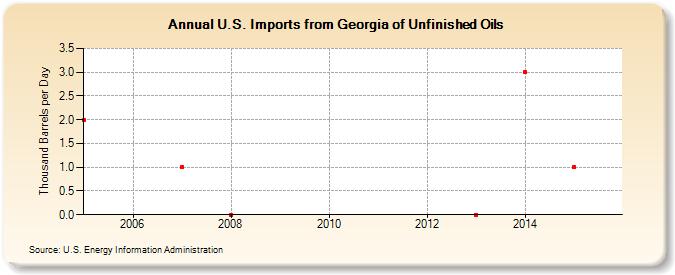 Annual U.S. Imports from Georgia of Unfinished Oils
Thousand Barrels per Day
3.5
3.0
2.5
2.0
1.5
1.0
0.5
0.0
2006 2008 2010 2012 2014
Source: U.S. Energy Information Administration